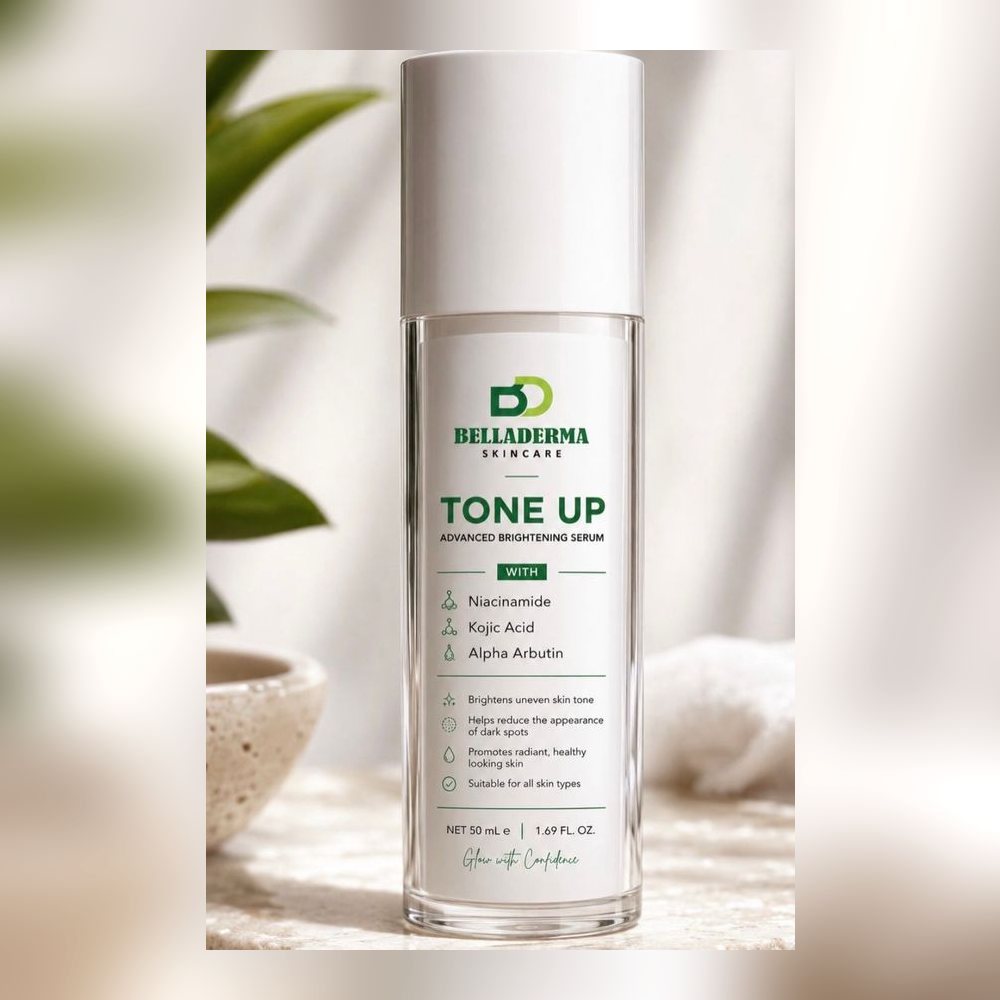 BD
BELLADERMA
SKINCARE
TONE UP
ADVANCED BRIGHTENING SERUM
WITH
Niacinamide
Kojic Acid
Alpha Arbutin
Brightens uneven skin tone
Helps reduce the appearance
of dark spots
Promotes radiant, healthy
looking skin
Suitable for all skin types
NET 50 mL e | 1.69 FL. OZ.
Glow with Confidence